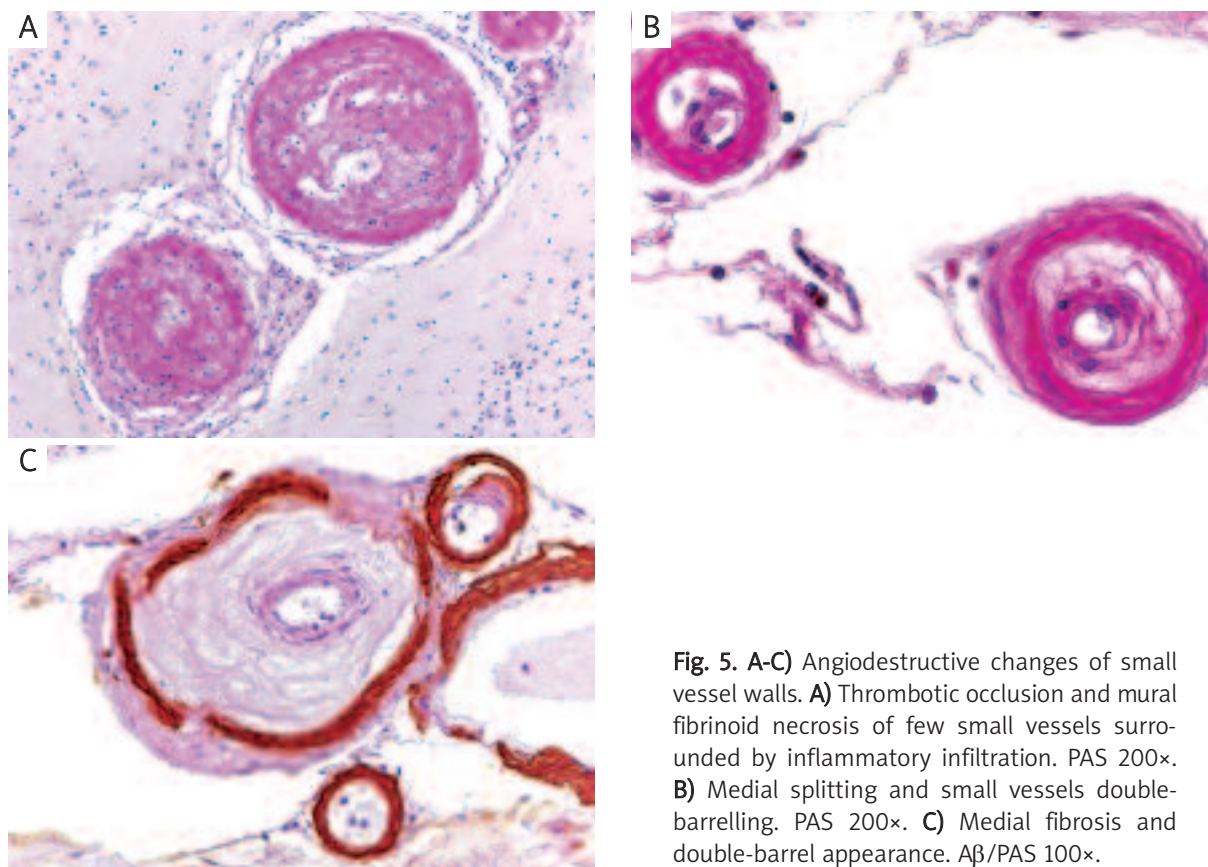 A
B
C
Fig. 5. A-C) Angiodestructive changes of small
vessel walls. A) Thrombotic occlusion and mural
fibrinoid necrosis of few small vessels surro-
unded by inflammatory infiltration. PAS 200×.
B) Medial splitting and small vessels double-
barrelling. PAS 200×. C) Medial fibrosis and
double-barrel appearance. Aβ/PAS 100×.